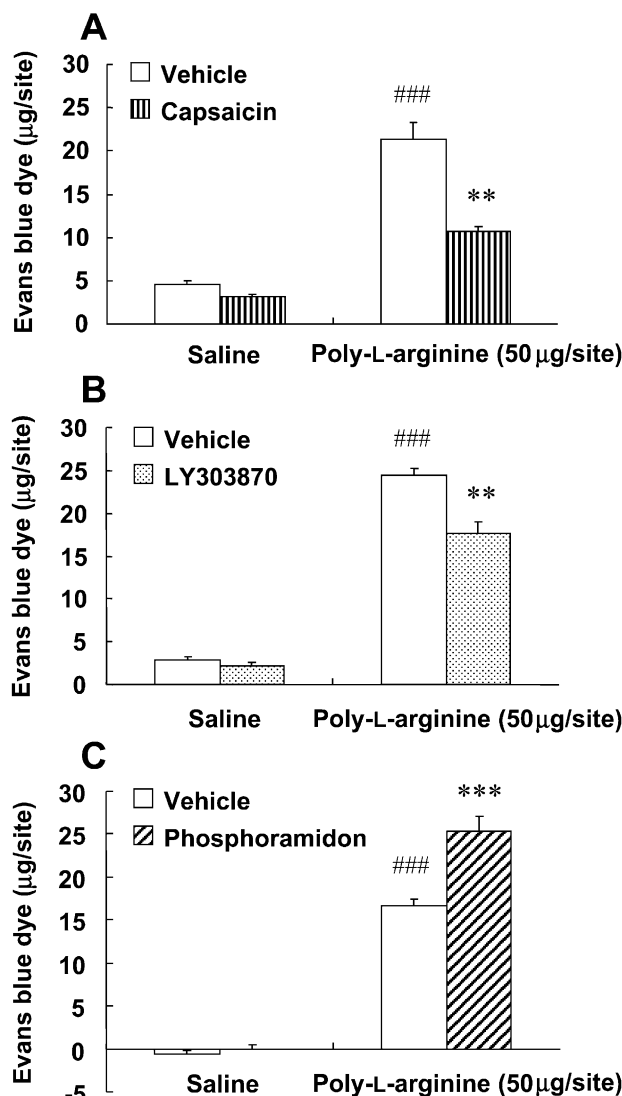 A
Evans blue dye (μg/site)
30
25
20
15
10
5
0
Vehicle
Capsaicin
###
**
Saline
Poly-L-arginine (50μg/site)
B
Evans blue dye (μg/site)
30
25
20
15
10
5
0
Vehicle
LY303870
###
**
Saline
Poly-L-arginine (50μg/site)
C
Evans blue dye (μg/site)
30
25
20
15
10
5
0
-5
Vehicle
Phosphoramidon
###
***
Saline
Poly-L-arginine (50μg/site)